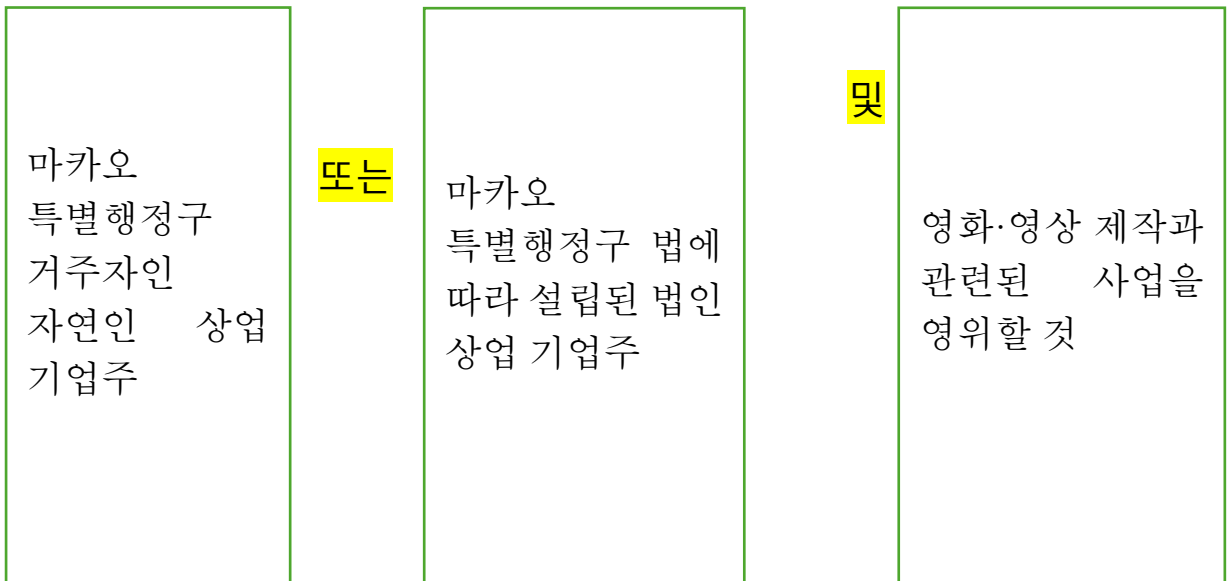 마카오
특별행정구
거주자인
자연인 상업
기업주
또는
마카오
특별행정구 법에
따라 설립된 법인
상업 기업주
및
영화·영상 제작과
관련된 사업을
영위할 것